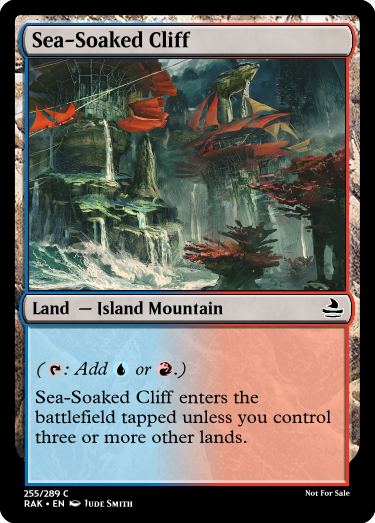 Sea-Soaked Cliff
Land — Island Mountain
( : Add or .)
Sea-Soaked Cliff enters the
battlefield tapped unless you control
three or more other lands.
255/289 C
Not For Sale
RAK • EN Jude Smith